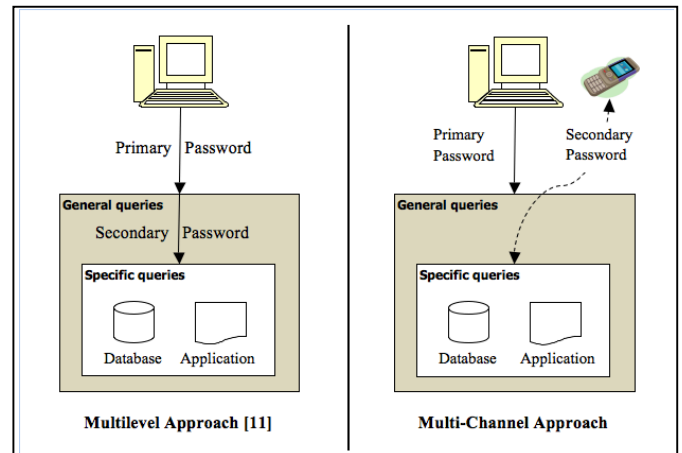 Primary Password
General queries
Secondary Password
Specific queries
Database Application
Multilevel Approach [11]
Primary
Password
Secondary
Password
General queries
Specific queries
Database Application
Multi-Channel Approach